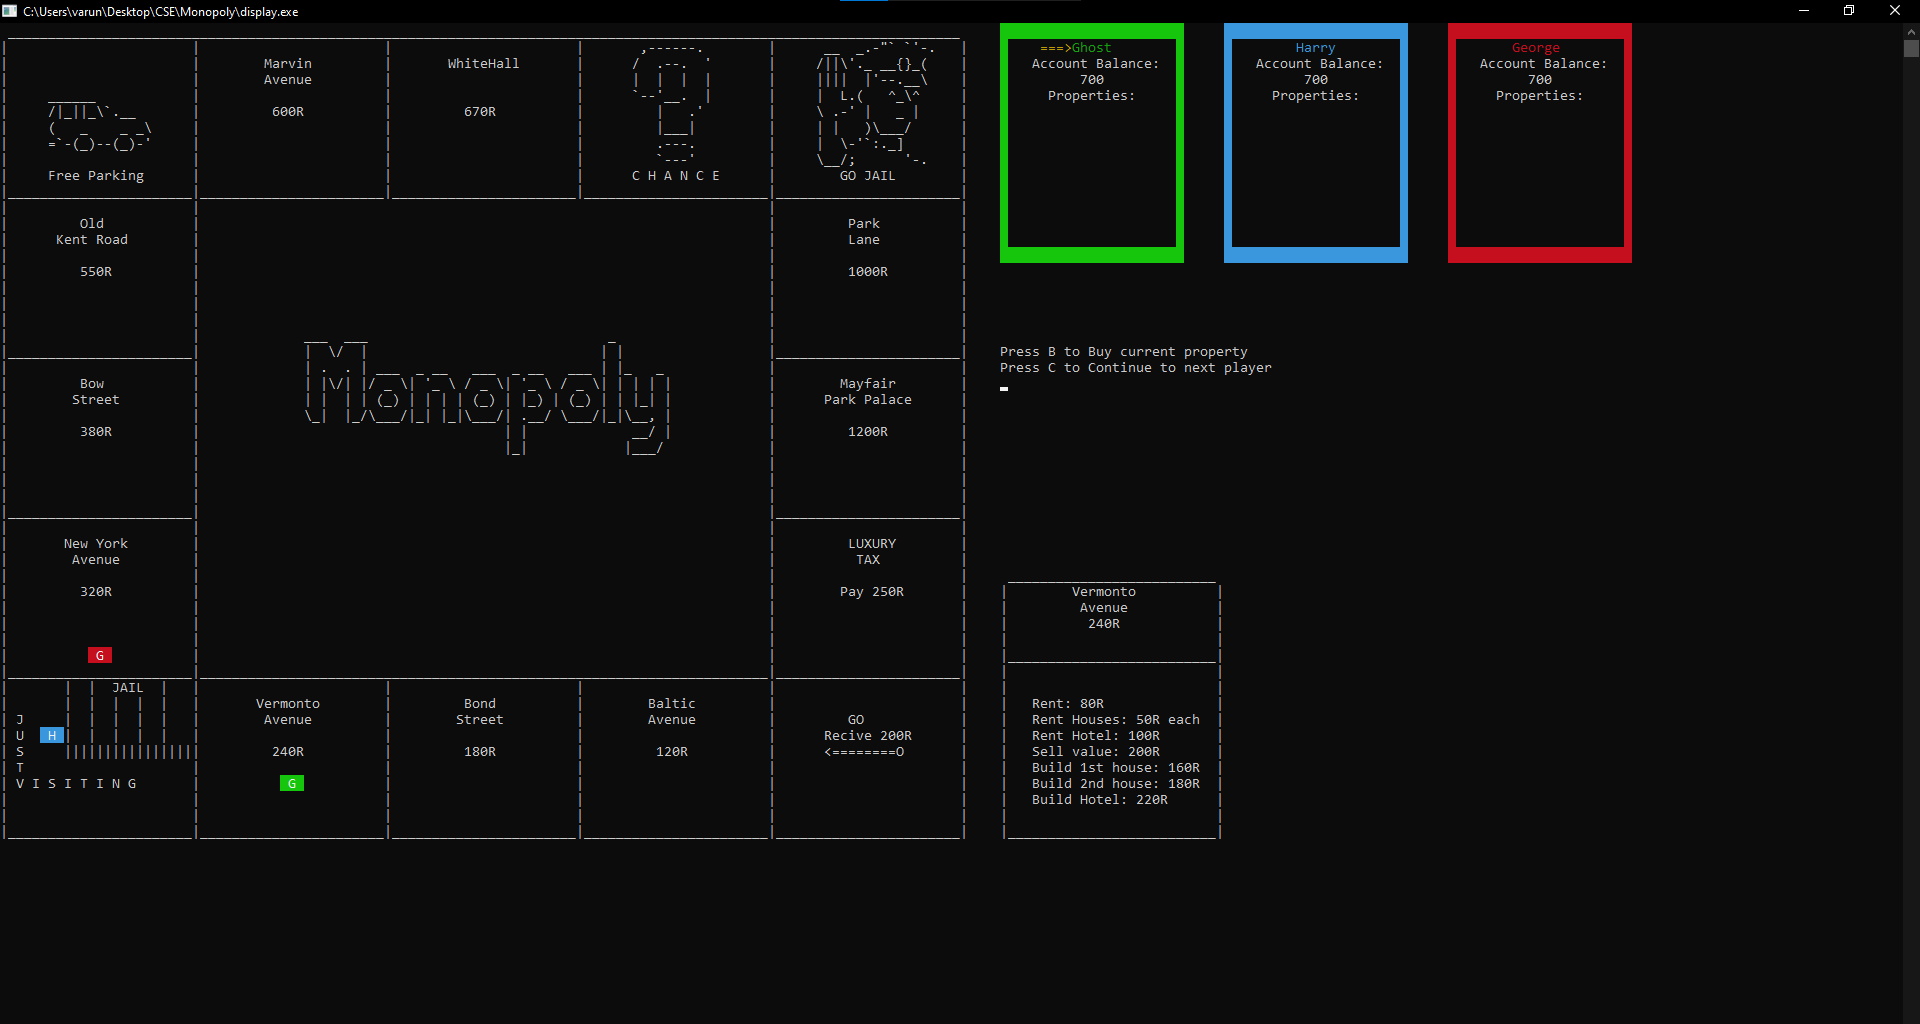 C:\Users\varun\Desktop\CSE\Monopoly\display.exe
Free Parking
Marvin
Avenue
600R
WhiteHall
670R
C H A N C E
GO JAIL
Old
Kent Road
550R
Park
Lane
1000R
Bow
Street
380R
Monopoly
Mayfair
Park Palace
1200R
New York
Avenue
320R
G
LUXURY
TAX
Pay 250R
JAIL
J
U
S
T
H
V I S I T I N G
Vermonto
Avenue
240R
G
Bond
Street
180R
Baltic
Avenue
120R
GO
Recive 200R
<========O
===>Ghost
Account Balance:
700
Properties:
Harry
Account Balance:
700
Properties:
George
Account Balance:
700
Properties:
Press B to Buy current property
Press C to Continue to next player
Vermonto
Avenue
240R
Rent: 80R
Rent Houses: 50R each
Rent Hotel: 100R
Sell value: 200R
Build 1st house: 160R
Build 2nd house: 180R
Build Hotel: 220R